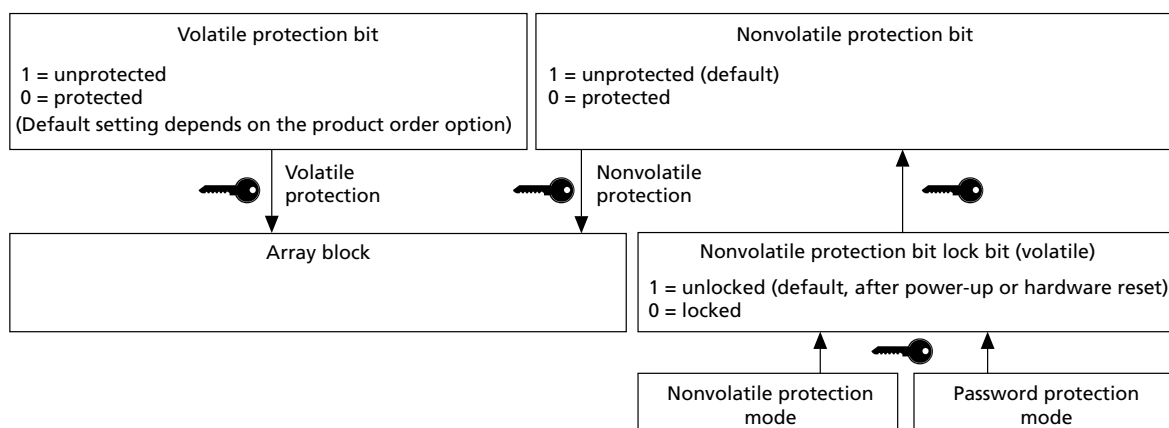 Volatile protection bit
1 = unprotected
0 = protected
(Default setting depends on the product order option)
Nonvolatile protection bit
1 = unprotected (default)
0 = protected
Volatile
protection
Nonvolatile
protection
Array block
Nonvolatile protection bit lock bit (volatile)
1 = unlocked (default, after power-up or hardware reset)
0 = locked
Nonvolatile protection
mode
Password protection
mode